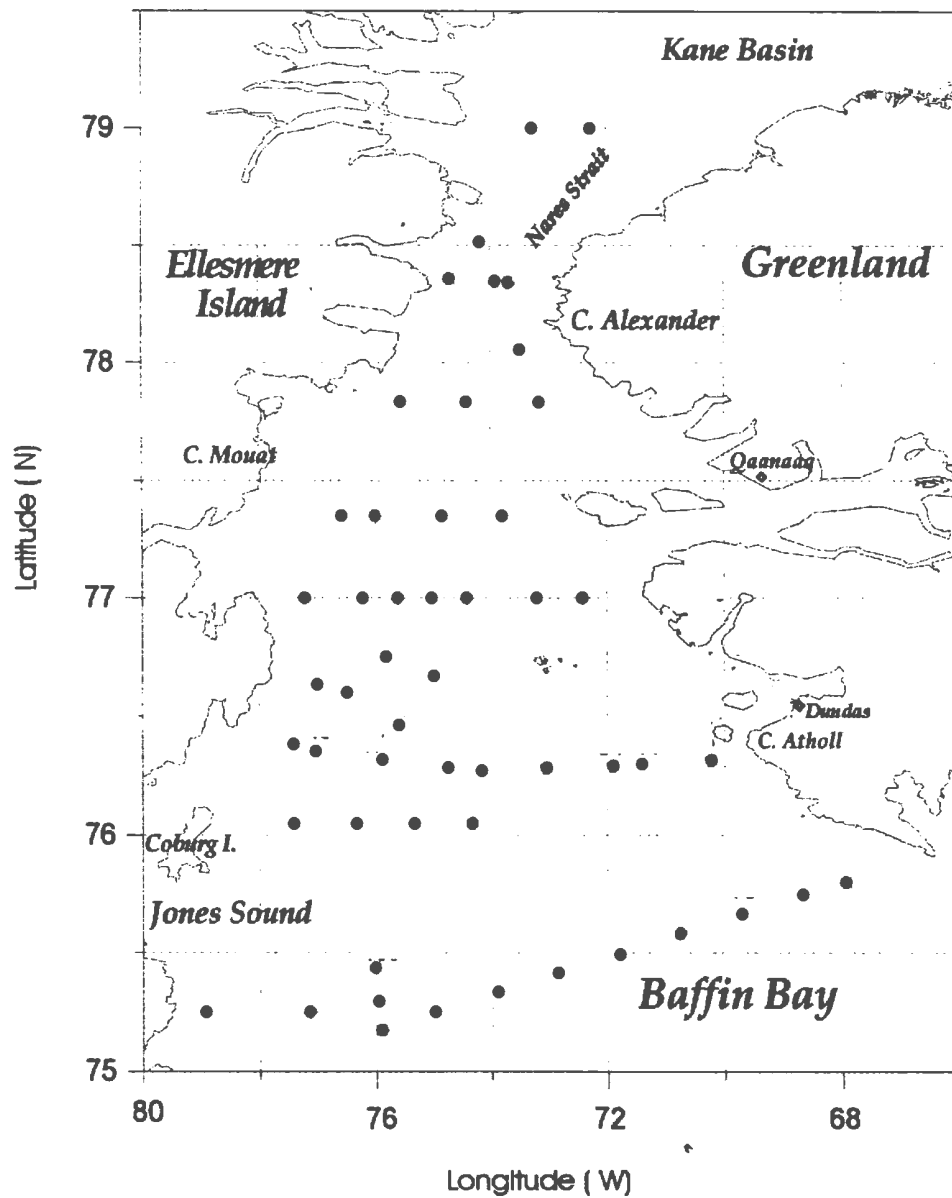 Kane Basin
79
Nares Strait
Ellesmere
Island
Greenland
C. Alexander
78
C. Mouat
Qaanaaq
Latitude ( N)
77
Dundas
C. Atholl
76
Coburg I.
Jones Sound
Baffin Bay
75
80
76
72
68
Longitude ( W)